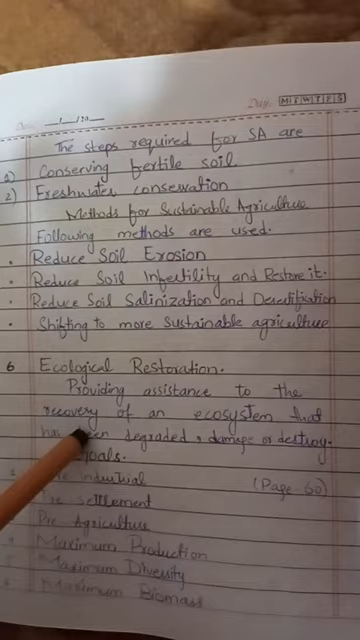 Day: M T W T F S
The steps required for SA are
1) Conserving fertile soil
2) Freshwater conservation
Methods for Sustainable Agriculture
Following methods are used.
• Reduce Soil Erosion
• Reduce Soil Infertility and Restore it.
• Reduce Soil Salinization and Desertification
• Shifting to more sustainable agriculture
6 Ecological Restoration.
Providing assistance to the
recovery of an ecosystem that
has been degraded, damage or destroy.
Goals.
Pre industrial (Page 60)
Pre settlement
Pre Agriculture
Maximum Production
Maximum Diversity
Maximum Biomass